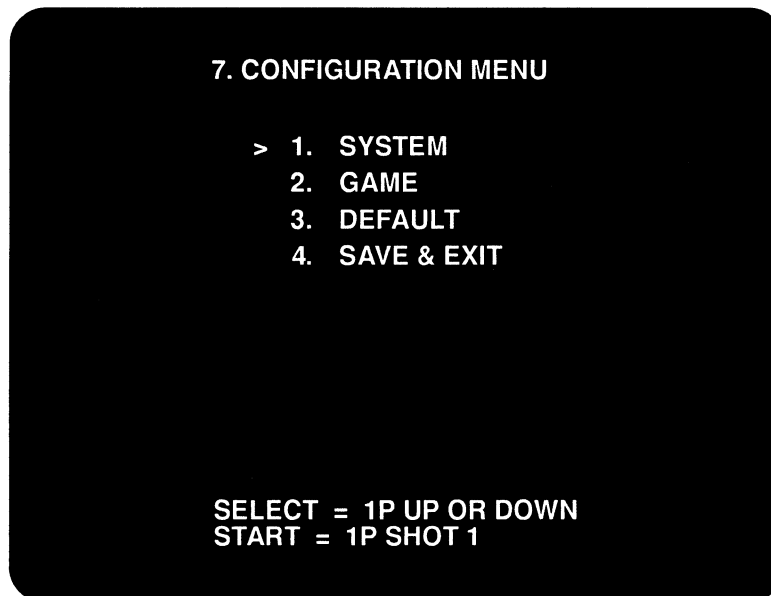 7. CONFIGURATION MENU
> 1. SYSTEM
2. GAME
3. DEFAULT
4. SAVE & EXIT
SELECT = 1P UP OR DOWN
START = 1P SHOT 1